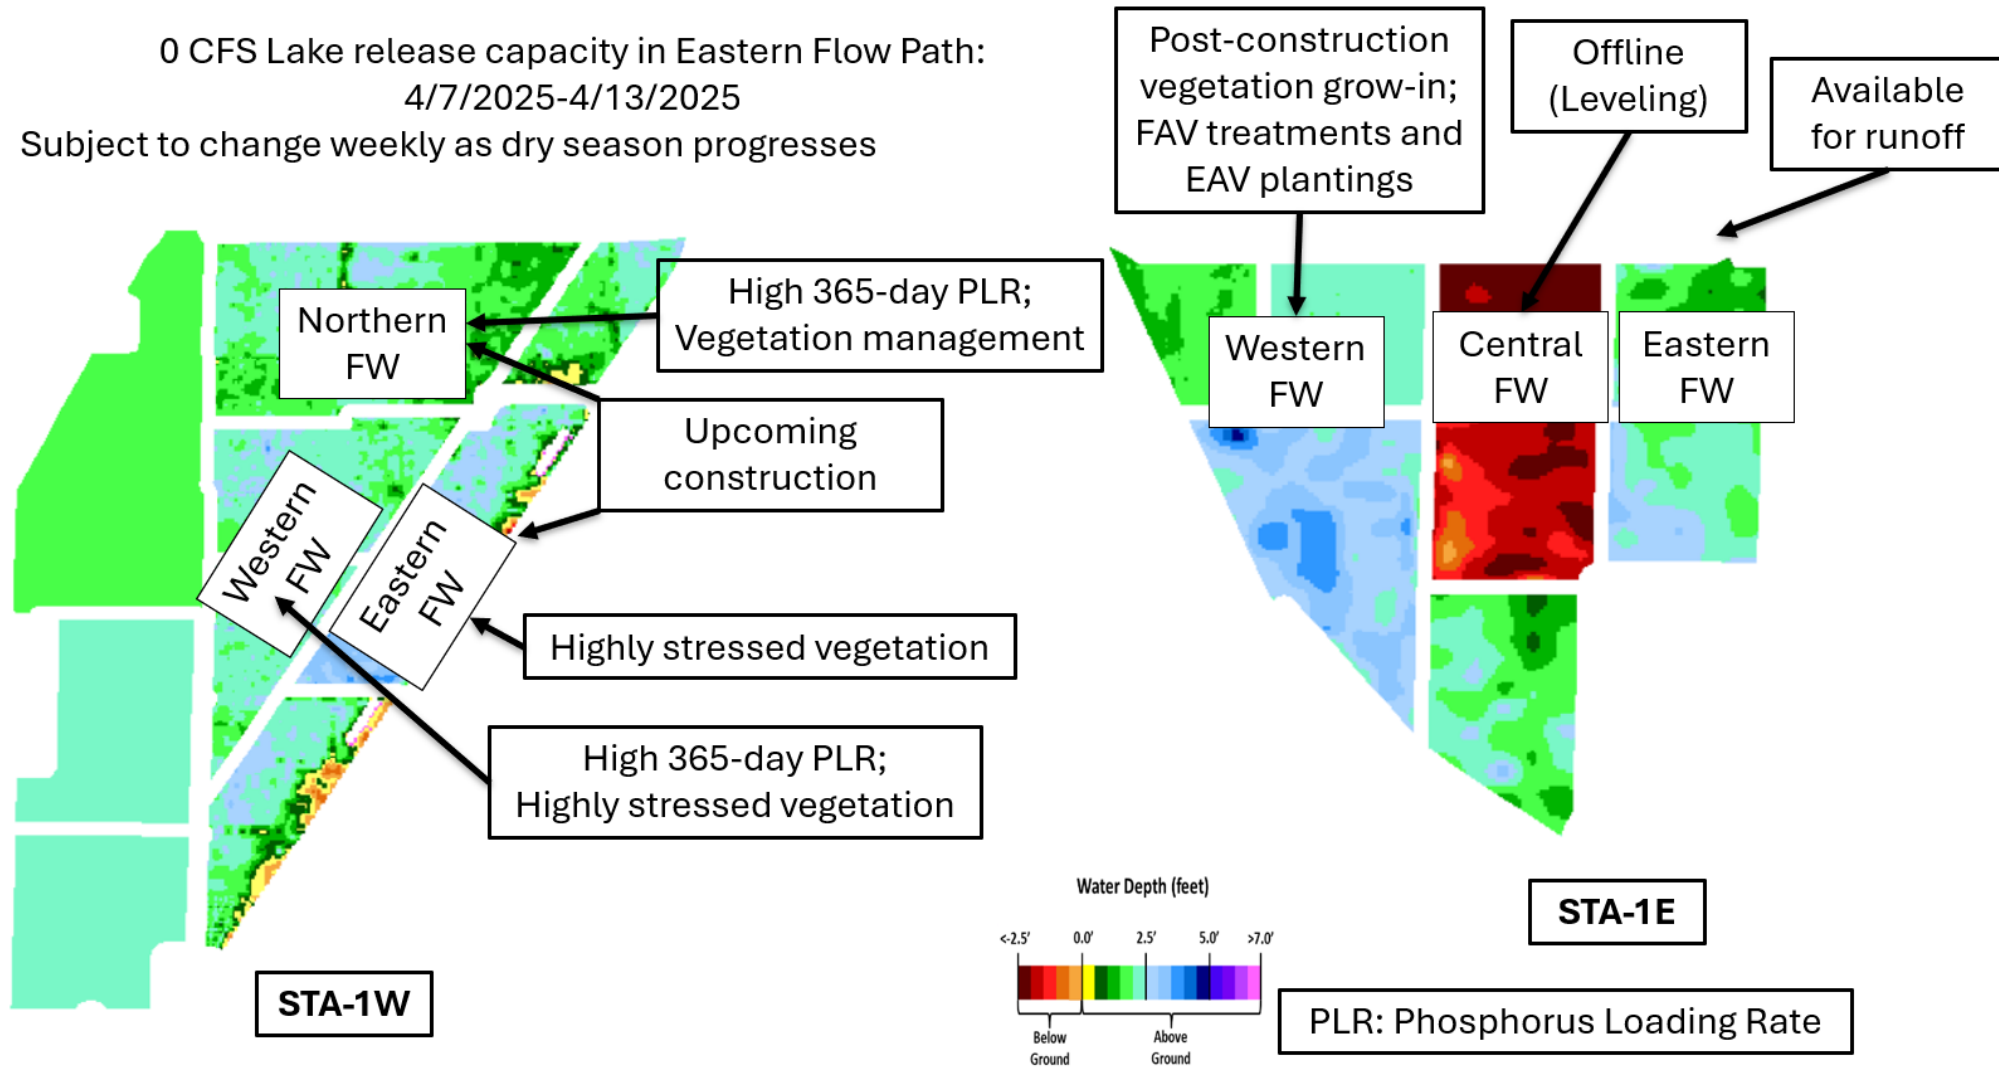 0 CFS Lake release capacity in Eastern Flow Path:
4/7/2025-4/13/2025
Subject to change weekly as dry season progresses
Post-construction
vegetation grow-in;
FAV treatments and
EAV plantings
Offline
(Leveling)
Available
for runoff
Northern
FW
High 365-day PLR;
Vegetation management
Upcoming
construction
Western
FW
Eastern
FW
Highly stressed vegetation
High 365-day PLR;
Highly stressed vegetation
STA-1W
Western
FW
Central
FW
Eastern
FW
STA-1E
Water Depth (feet)
<-2.5' 0.0' 2.5' 5.0' >7.0'
Below
Ground
Above
Ground
PLR: Phosphorus Loading Rate